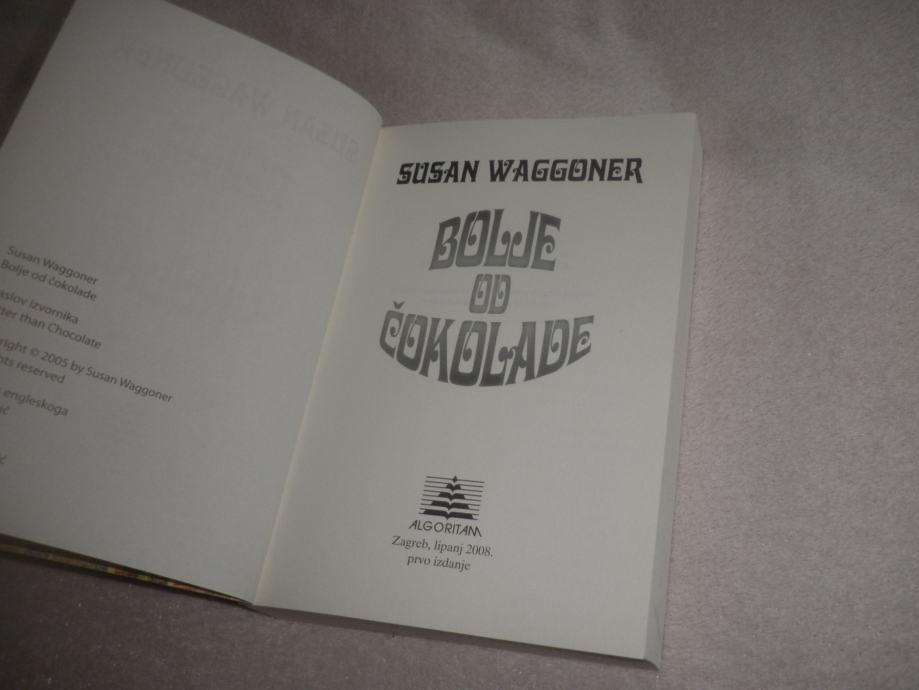 Susan Waggoner
Bolje od čokolade
aslov izvornika
tter than Chocolate
right © 2005 by Susan Waggoner
hts reserved
engleskoga
SUSAN WAGGONER
BOLJE
OD
ČOKOLADE
ALGORITAM
Zagreb, lipanj 2008.
prvo izdanje